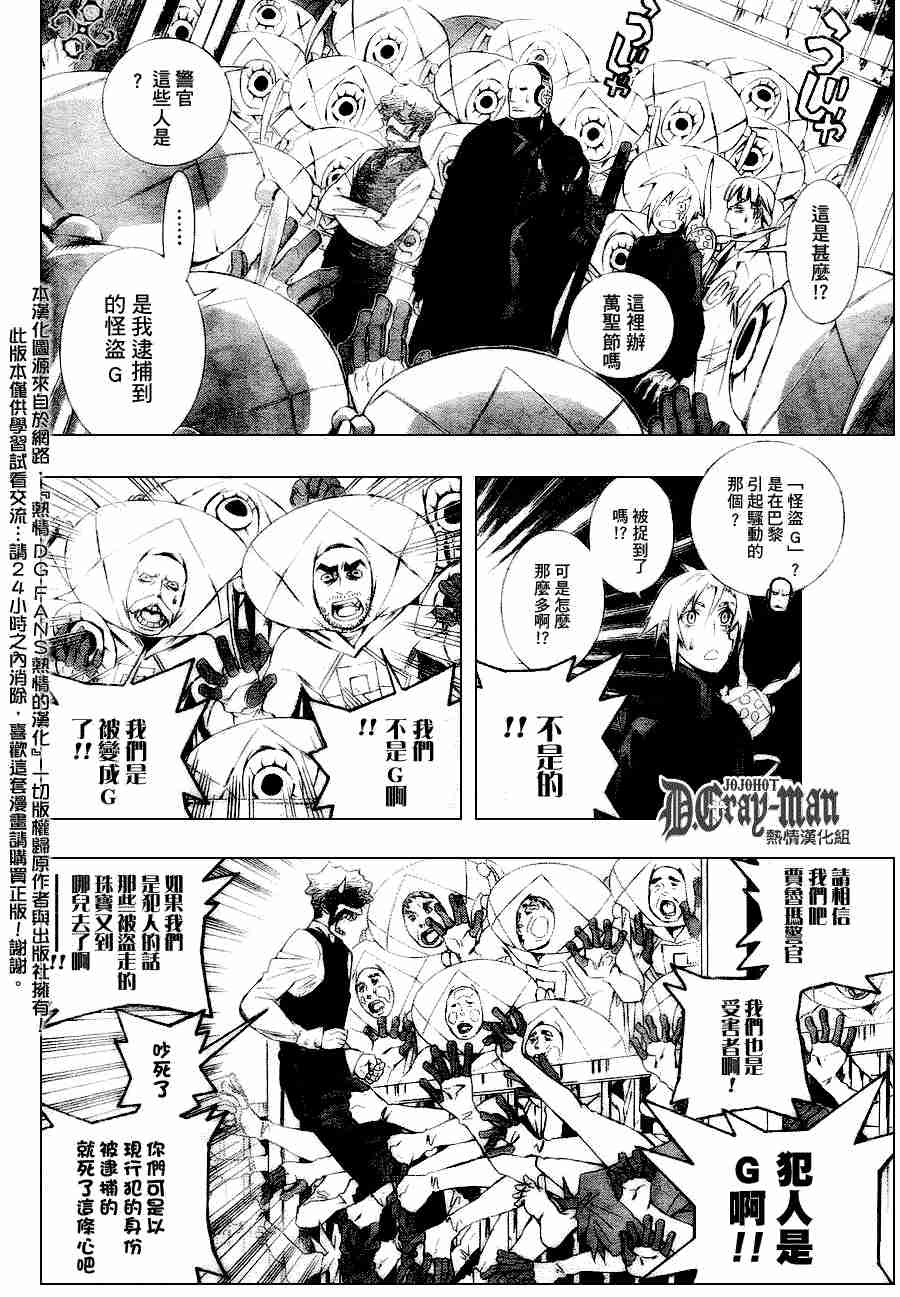 うじゃ
うじゃ
這是甚麼!?
這裡辦
萬聖節嗎
警官
這些人是
?
……
是我逮捕到
的怪盜G
「怪盜G」?
是在巴黎
引起騷動的
那個?
被捉到了
嗎!?
可是怎麼
那麼多啊!?
不是的
我們
不是G啊
!!
我們是
被變成G
了!!
JOJOHOT
D.Gray-man
熱情漢化組
請相信
我們吧
賈魯瑪警官
我們也是
受害者啊!
犯人是
G啊!!
如果我們
是犯人的話
那些被盜走的
珠寶又到
哪兒去了啊
——!!
吵死了
你們可是以
現行犯的身份
被逮捕的
就死了這條心吧
本漢化圖源來自於網路.『熱情-DG-FANS熱情的漢化』一切版權歸原作者與出版社擁有!
此版本僅供學習試看交流…請24小時之內消除.喜歡這套漫畫請購買正版!謝謝。